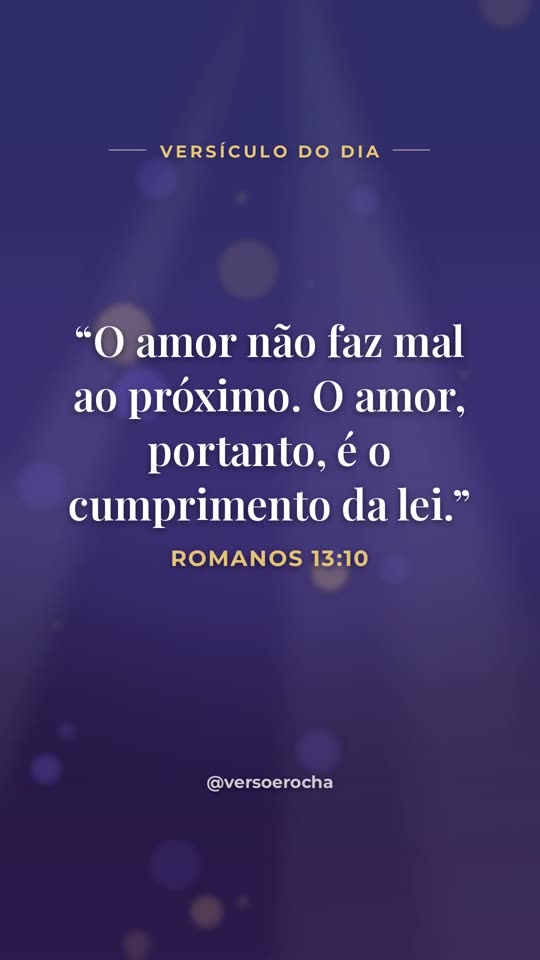 VERSÍCULO DO DIA
“O amor não faz mal
ao próximo. O amor,
portanto, é o
cumprimento da lei.”
ROMANOS 13:10
@versoerocha